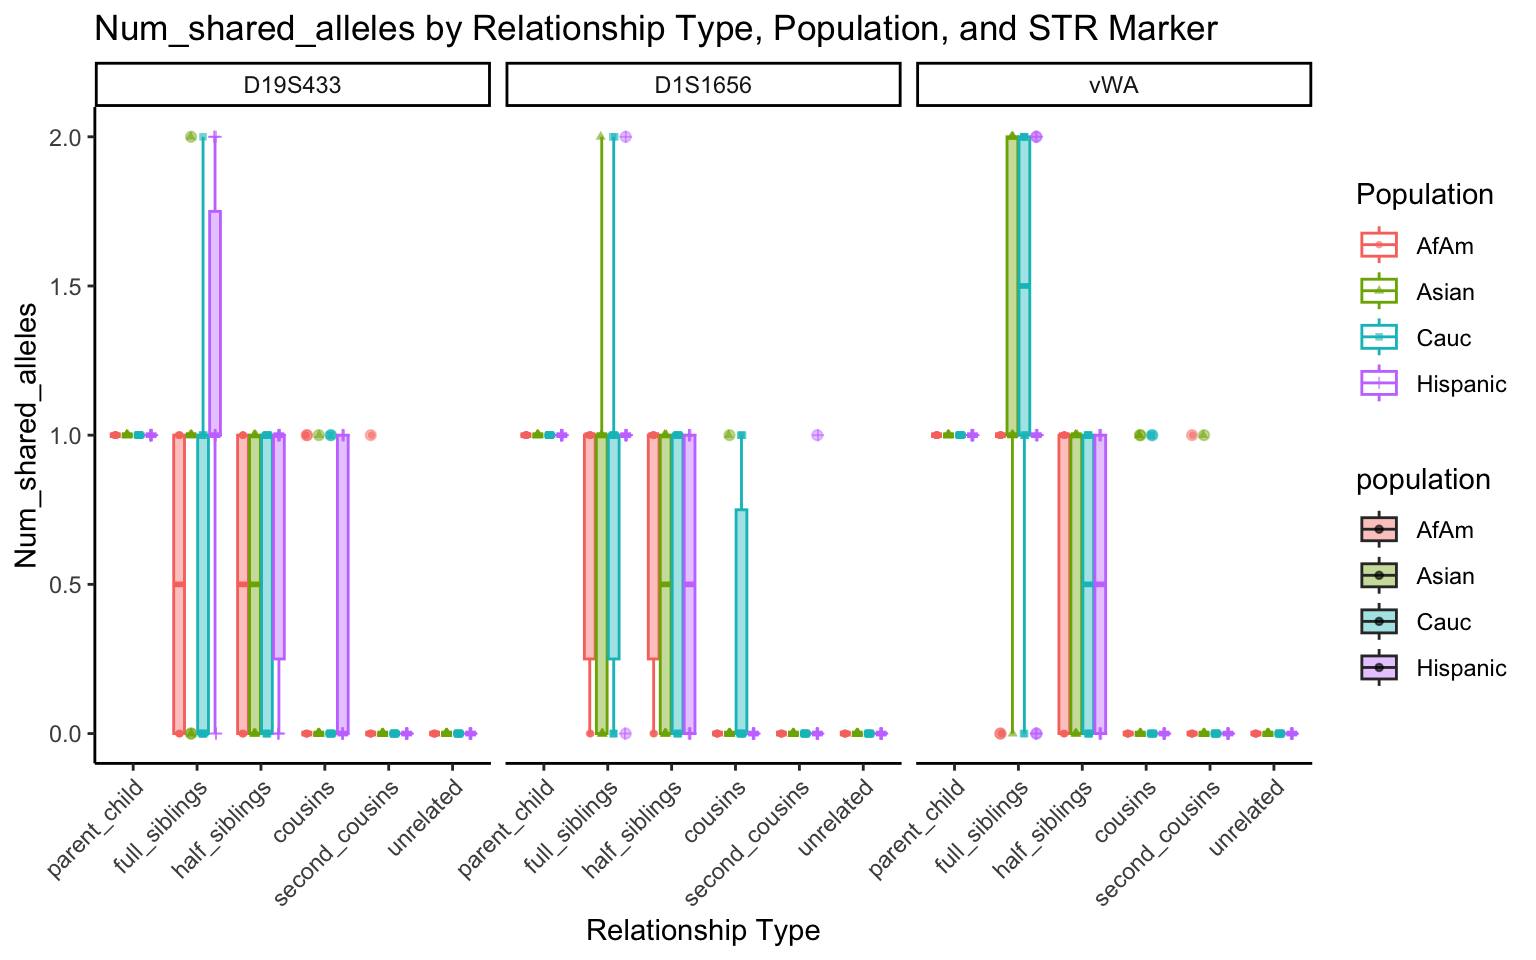 Num_shared_alleles by Relationship Type, Population, and STR Marker
D19S433
D1S1656
vWA
Num_shared_alleles
2.0
1.5
1.0
0.5
0.0
parent_child
full_siblings
half_siblings
cousins
second_cousins
unrelated
parent_child
full_siblings
half_siblings
cousins
second_cousins
unrelated
parent_child
full_siblings
half_siblings
cousins
second_cousins
unrelated
Relationship Type
Population
AfAm
Asian
Cauc
Hispanic
population
AfAm
Asian
Cauc
Hispanic